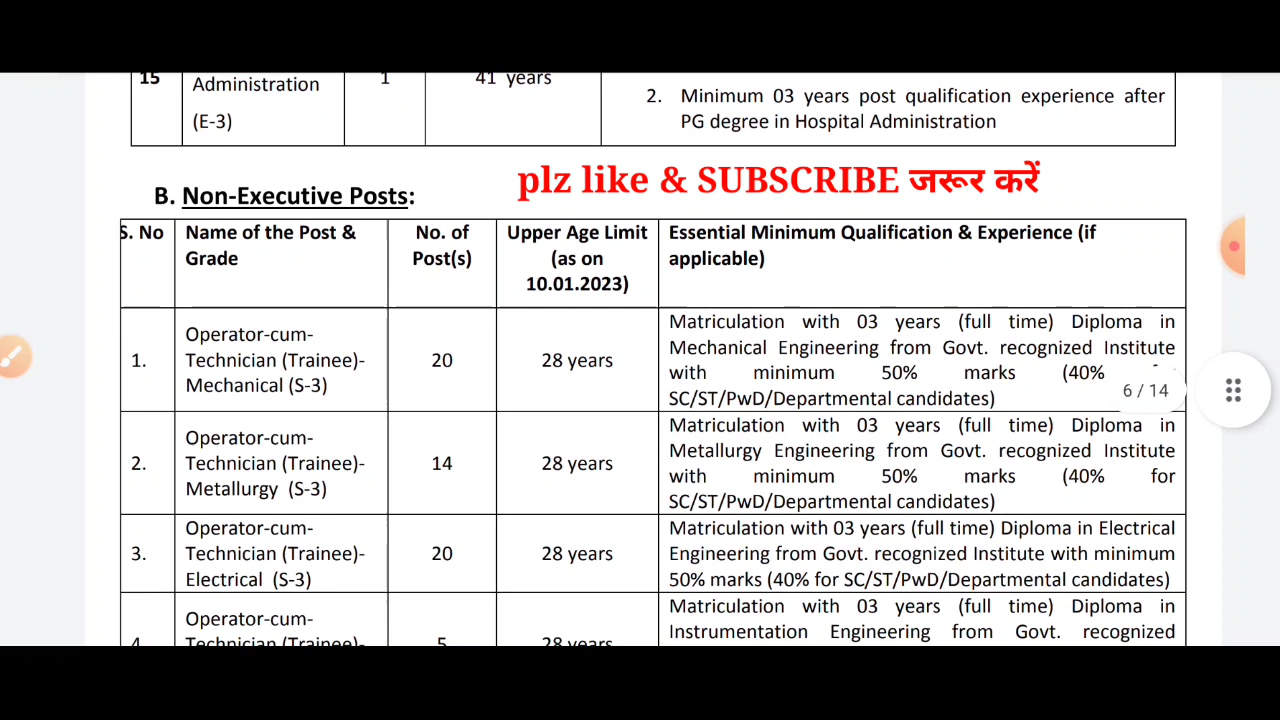 15
Administration
(E-3)
1
41 years
2. Minimum 03 years post qualification experience after
PG degree in Hospital Administration
plz like & SUBSCRIBE जरूर करें
B. Non-Executive Posts:
S. No
Name of the Post &
Grade
No. of
Post(s)
Upper Age Limit
(as on
10.01.2023)
Essential Minimum Qualification & Experience (if
applicable)
1.
Operator-cum-
Technician (Trainee)-
Mechanical (S-3)
20
28 years
Matriculation with 03 years (full time) Diploma in
Mechanical Engineering from Govt. recognized Institute
with minimum 50% marks (40%
SC/ST/PwD/Departmental candidates)
6 / 14
2.
Operator-cum-
Technician (Trainee)-
Metallurgy (S-3)
14
28 years
Matriculation with 03 years (full time) Diploma in
Metallurgy Engineering from Govt. recognized Institute
with minimum 50% marks (40% for
SC/ST/PwD/Departmental candidates)
3.
Operator-cum-
Technician (Trainee)-
Electrical (S-3)
20
28 years
Matriculation with 03 years (full time) Diploma in Electrical
Engineering from Govt. recognized Institute with minimum
50% marks (40% for SC/ST/PwD/Departmental candidates)
4.
Operator-cum-
Technician (Trainee)-
5
28 years
Matriculation with 03 years (full time) Diploma in
Instrumentation Engineering from Govt. recognized